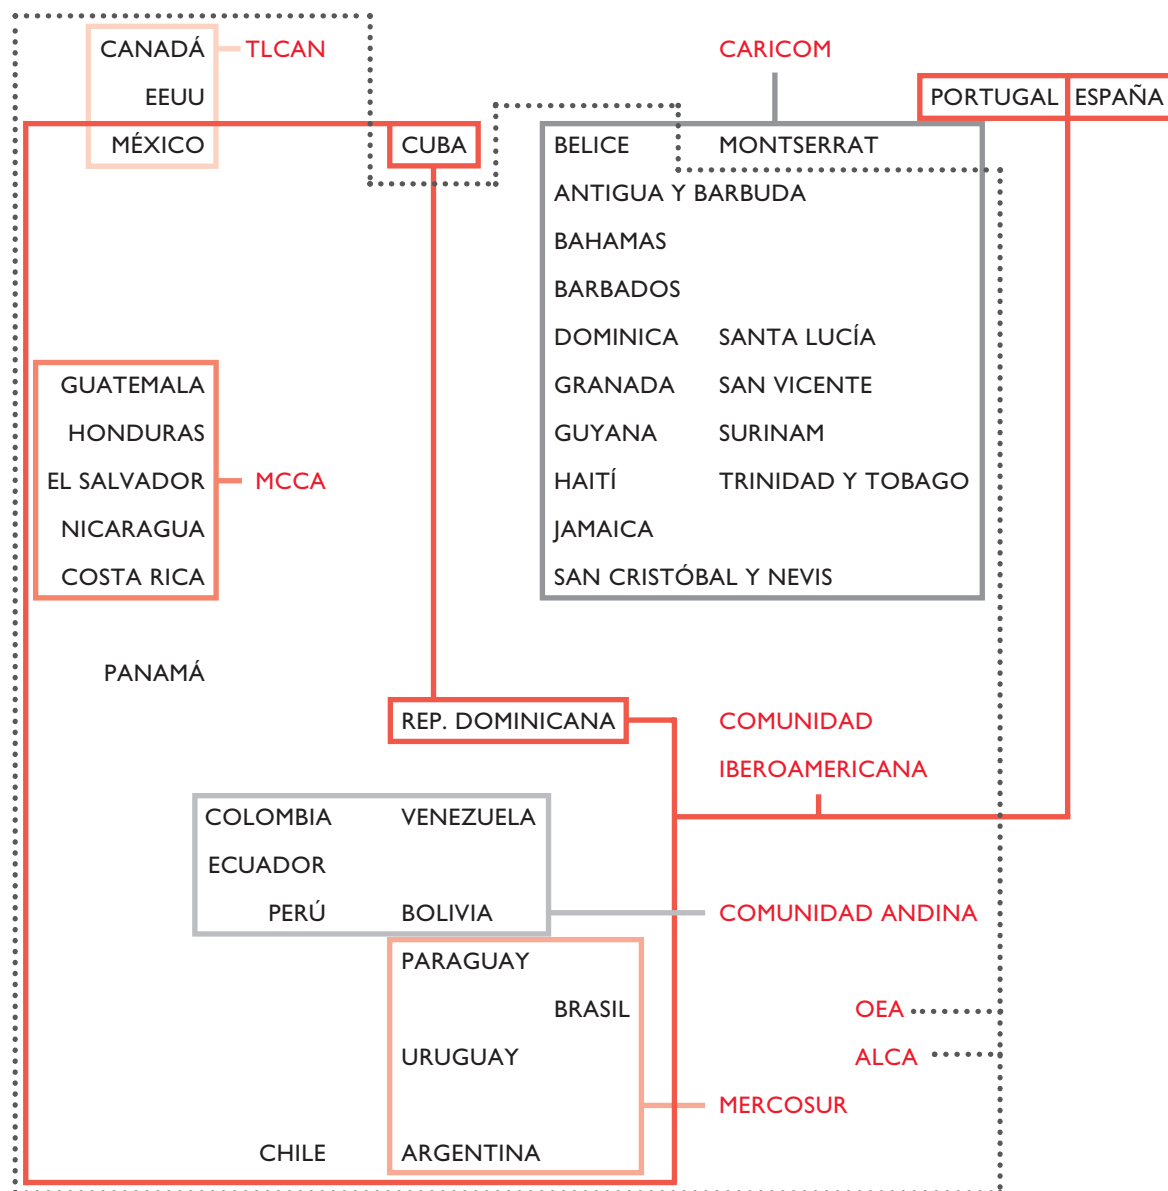 CANADÁ TLCAN CARICOM
EEUU PORTUGAL ESPAÑA
MÉXICO CUBA BELICE MONTSERRAT
ANTIGUA Y BARBUDA
BAHAMAS
BARBADOS
DOMINICA SANTA LUCÍA
GUATEMALA GRANADA SAN VICENTE
HONDURAS GUYANA SURINAM
EL SALVADOR MCCA HAITÍ TRINIDAD Y TOBAGO
NICARAGUA JAMAICA
COSTA RICA SAN CRISTÓBAL Y NEVIS
PANAMÁ
REP. DOMINICANA COMUNIDAD
IBEROAMERICANA
COLOMBIA VENEZUELA
ECUADOR
PERÚ BOLIVIA COMUNIDAD ANDINA
PARAGUAY
BRASIL OEA
URUGUAY ALCA
MERCOSUR
CHILE ARGENTINA